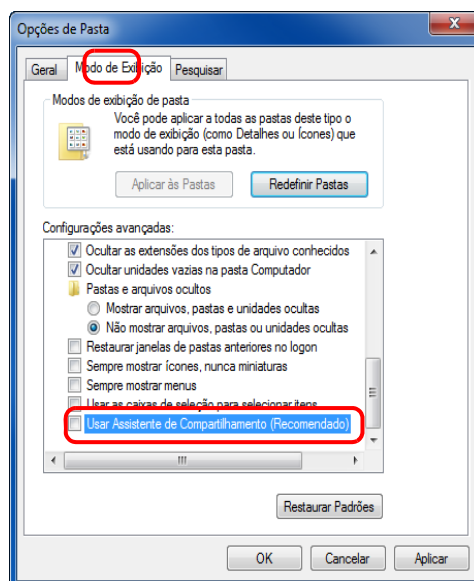 Opções de Pasta
Geral
Modo de Exibição
Pesquisar
Modos de exibição de pasta
Você pode aplicar a todas as pastas deste tipo o
modo de exibição (como Detalhes ou Ícones) que
está usando para esta pasta.
Aplicar às Pastas
Redefinir Pastas
Configurações avançadas:
Ocultar as extensões dos tipos de arquivo conhecidos
Ocultar unidades vazias na pasta Computador
Pastas e arquivos ocultos
Mostrar arquivos, pastas e unidades ocultas
Não mostrar arquivos, pastas ou unidades ocultas
Restaurar janelas de pastas anteriores no logon
Sempre mostrar ícones, nunca miniaturas
Sempre mostrar menus
Usar as caixas de seleção para selecionar itens
Usar Assistente de Compartilhamento (Recomendado)
Restaurar Padrões
OK
Cancelar
Aplicar